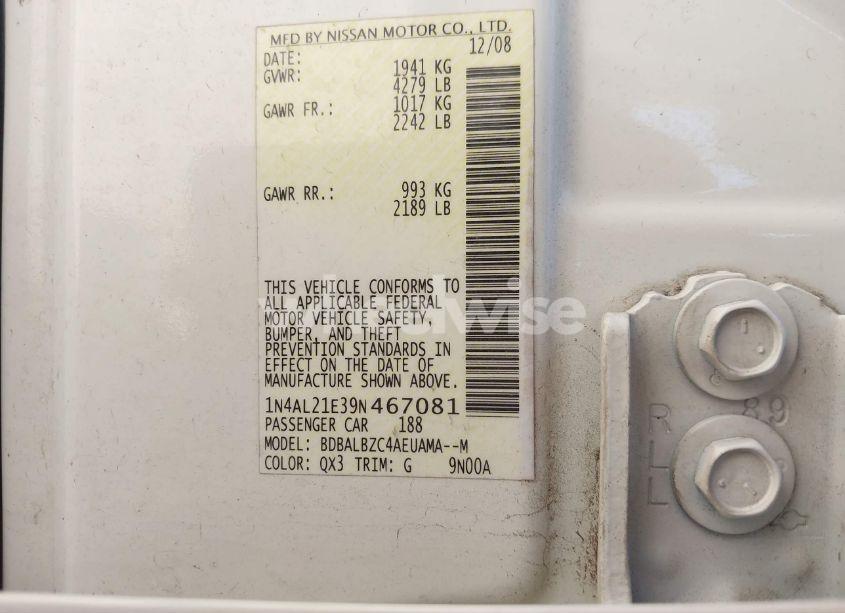 MFD BY NISSAN MOTOR CO., LTD.
DATE: 12/08
GVWR: 1941 KG
4279 LB
GAWR FR.: 1017 KG
2242 LB
GAWR RR.: 993 KG
2189 LB
THIS VEHICLE CONFORMS TO
ALL APPLICABLE FEDERAL
MOTOR VEHICLE SAFETY,
BUMPER, AND THEFT
PREVENTION STANDARDS IN
EFFECT ON THE DATE OF
MANUFACTURE SHOWN ABOVE.
1N4AL21E39N467081
PASSENGER CAR 188
MODEL: BDBALBZC4AEUAMA--M
COLOR: QX3 TRIM: G 9N00A
R 89
L
L